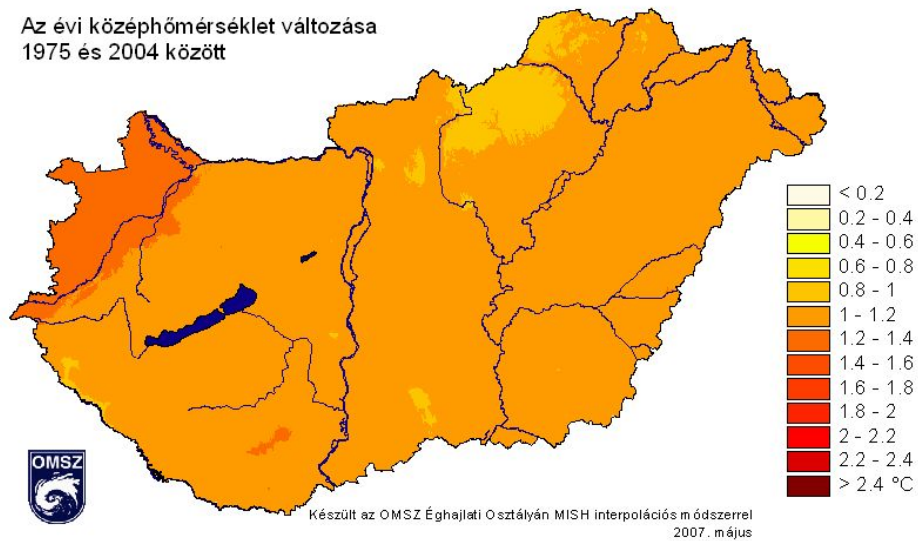 Az évi középhőmérséklet változása
1975 és 2004 között
< 0.2
0.2 - 0.4
0.4 - 0.6
0.6 - 0.8
0.8 - 1
1 - 1.2
1.2 - 1.4
1.4 - 1.6
1.6 - 1.8
1.8 - 2
2 - 2.2
2.2 - 2.4
> 2.4 °C
OMSZ
Készült az OMSZ Éghajlati Osztályán MISH interpolációs módszerrel
2007. május